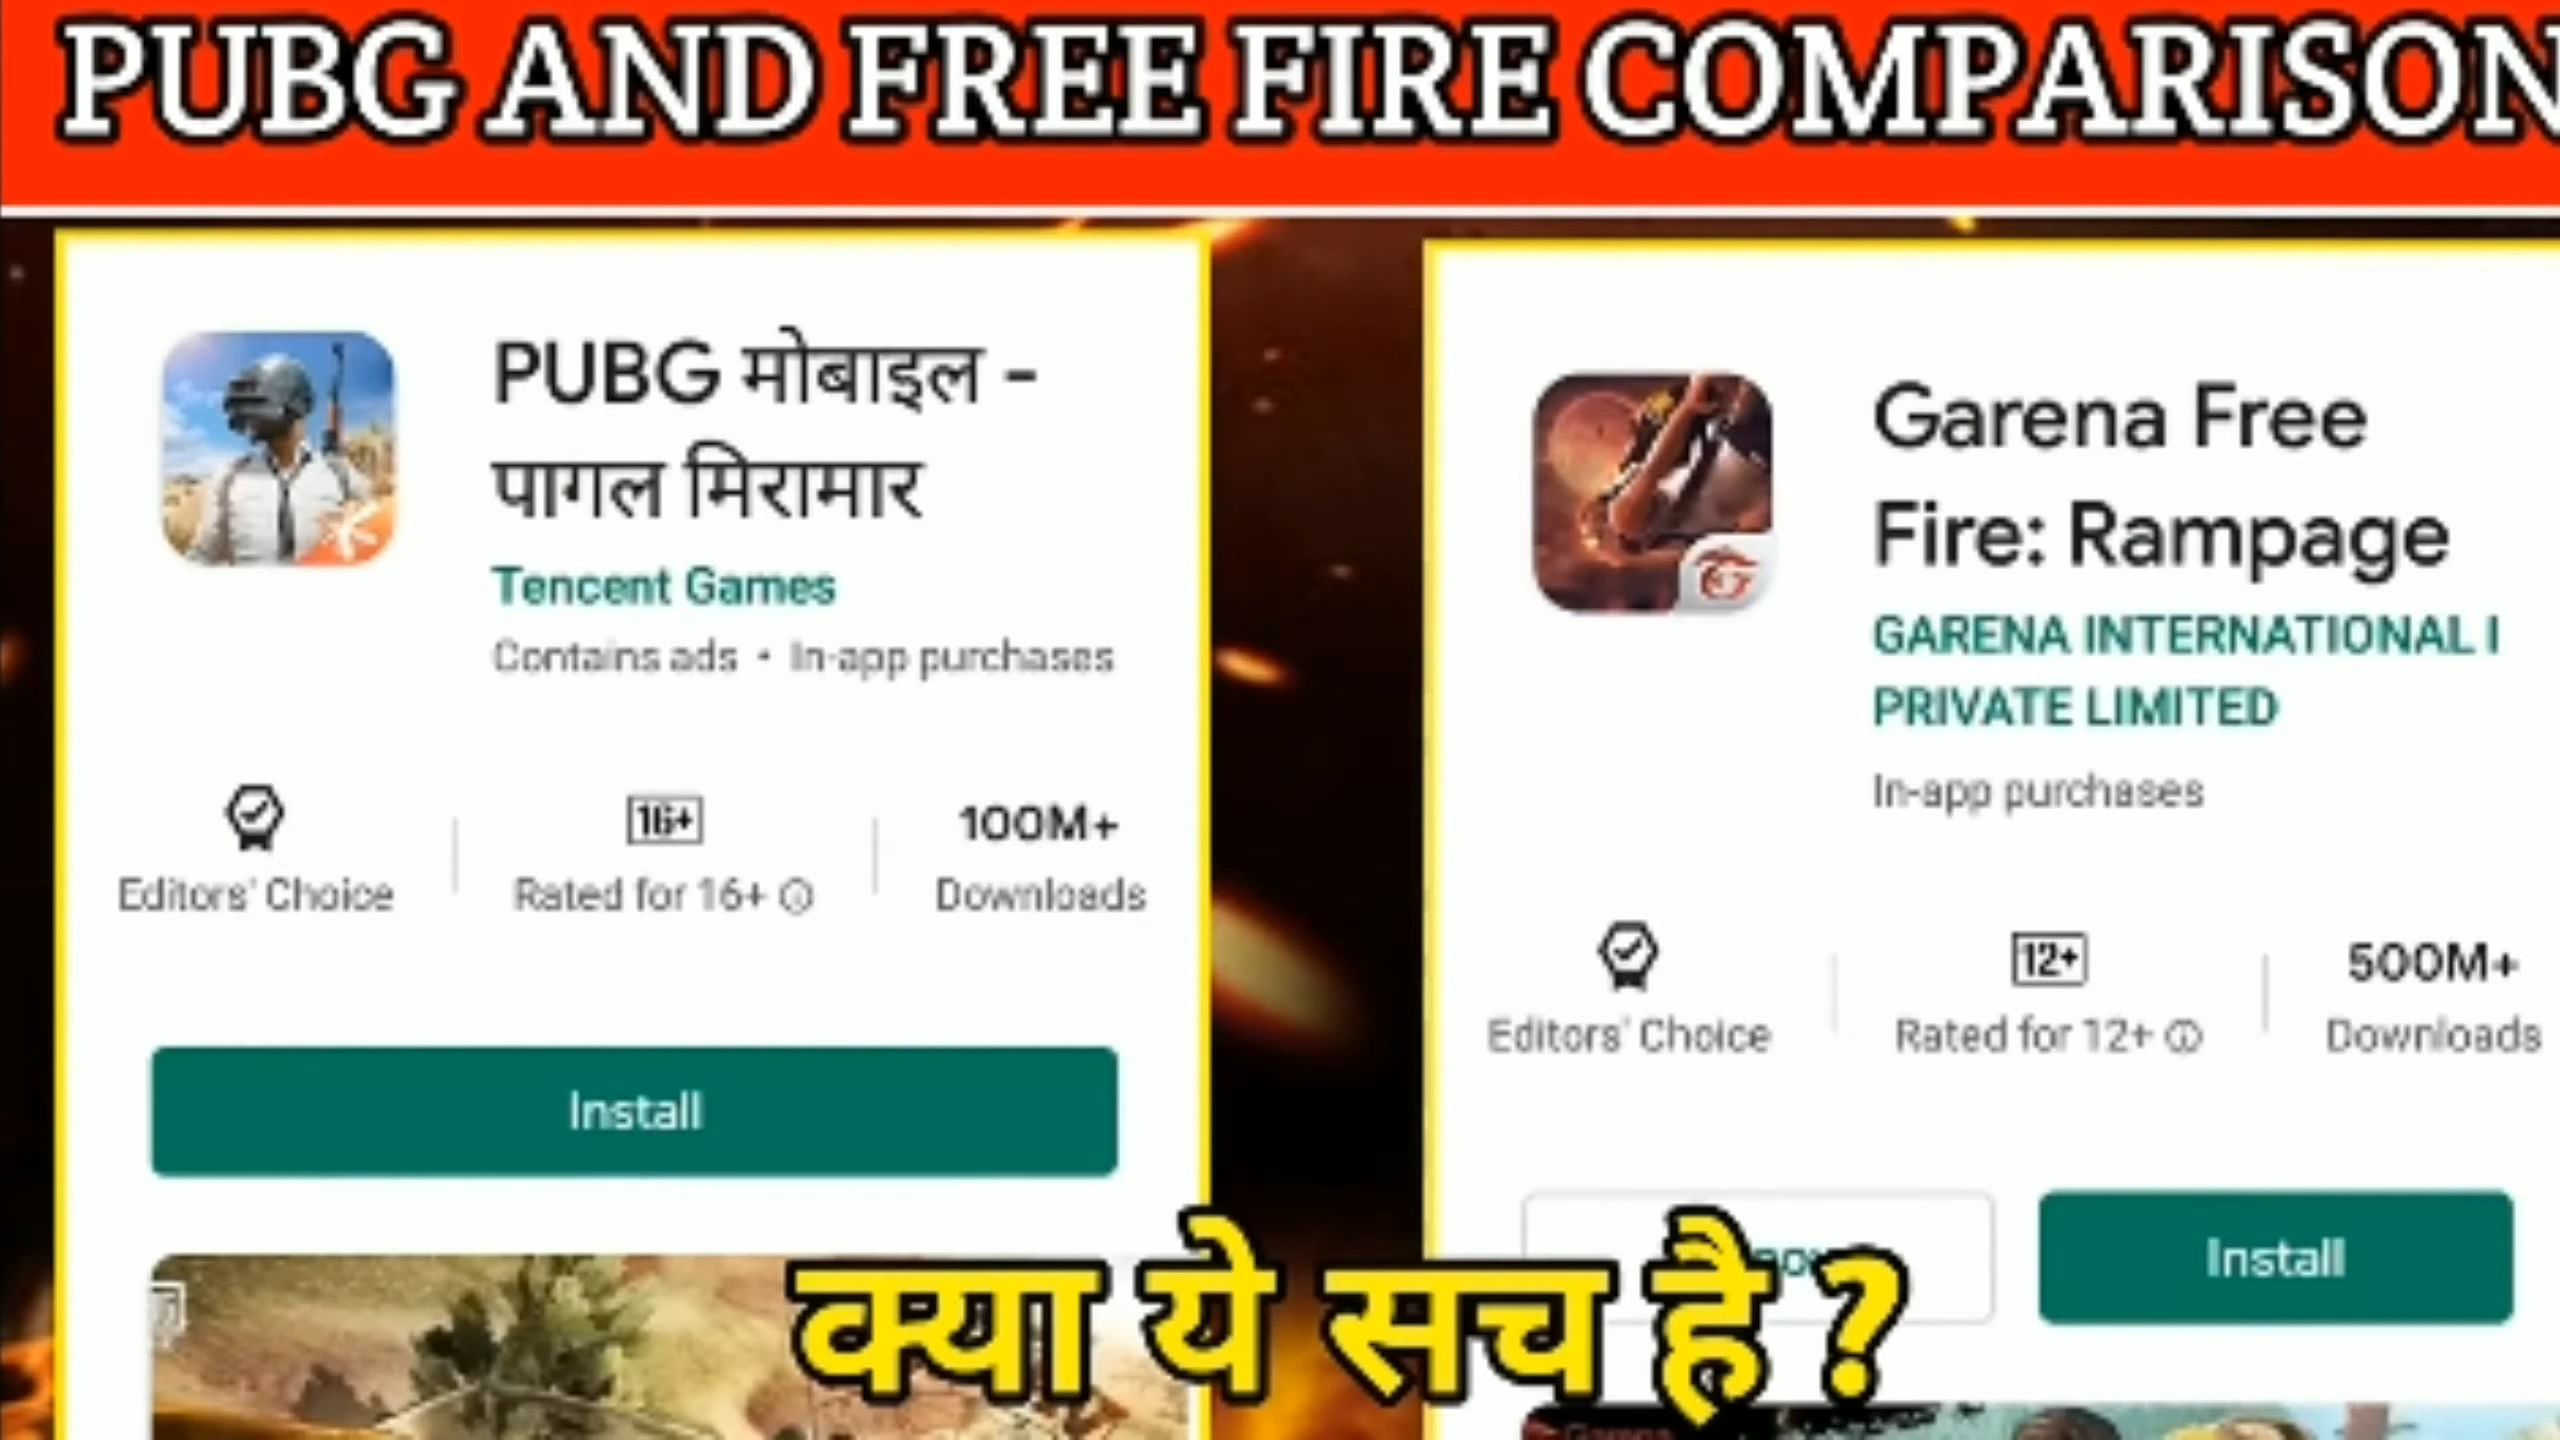 PUBG AND FREE FIRE COMPARISON
PUBG मोबाइल -
पागल मिरामार
Tencent Games
Contains ads • In-app purchases
Editors' Choice
16+
Rated for 16+
100M+
Downloads
Install
Garena Free
Fire: Rampage
GARENA INTERNATIONAL I
PRIVATE LIMITED
In-app purchases
Editors' Choice
12+
Rated for 12+
500M+
Downloads
Install
क्या ये सच है ?
Garena